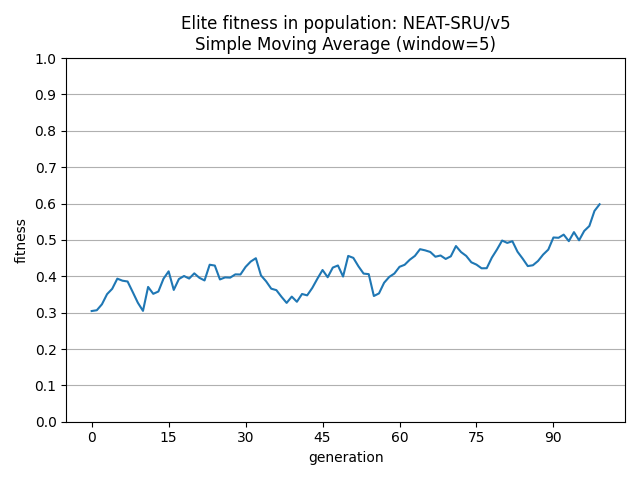 Elite fitness in population: NEAT-SRU/v5
Simple Moving Average (window=5)
1.0
0.9
0.8
0.7
0.6
0.5
0.4
0.3
0.2
0.1
0.0
fitness
0 15 30 45 60 75 90
generation